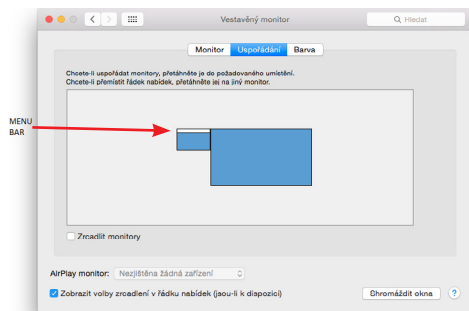 Vestavěný monitor
Hledat
Monitor Uspořádání Barva
Chcete-li uspořádat monitory, přetáhněte je do požadovaného umístění.
Chcete-li přemístit řádek nabídek, přetáhněte jej na jiný monitor.
MENU
BAR
Zrcadlit monitory
AirPlay monitor: Nezjištěna žádná zařízení
Zobrazit volby zrcadlení v řádku nabídek (jsou-li k dispozici)
Shromáždit okna ?